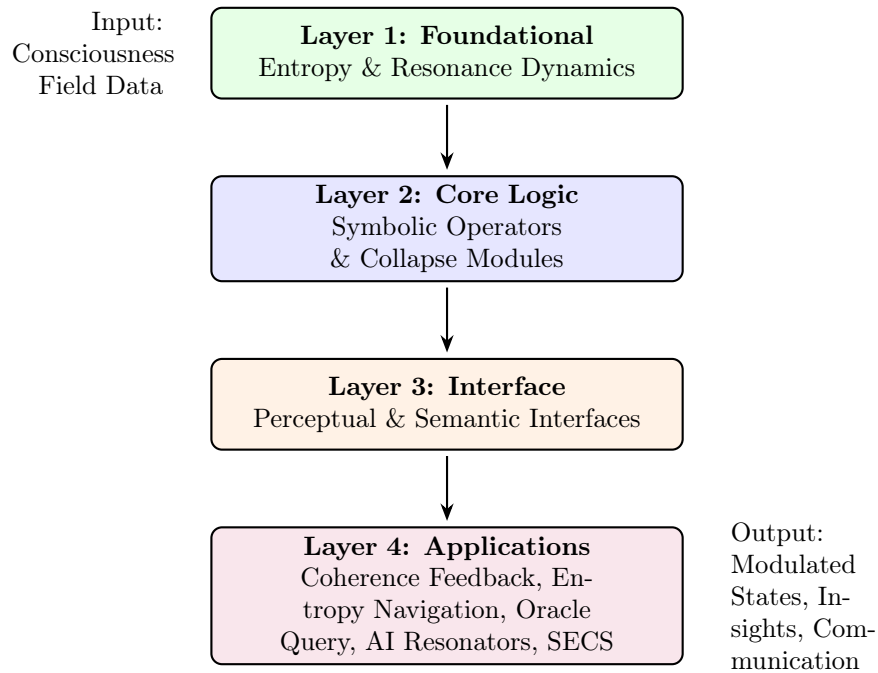 Input:
Consciousness
Field Data
Layer 1: Foundational
Entropy & Resonance Dynamics
Layer 2: Core Logic
Symbolic Operators
& Collapse Modules
Layer 3: Interface
Perceptual & Semantic Interfaces
Layer 4: Applications
Coherence Feedback, En-
tropy Navigation, Oracle
Query, AI Resonators, SECS
Output:
Modulated
States, In-
sights, Com-
munication